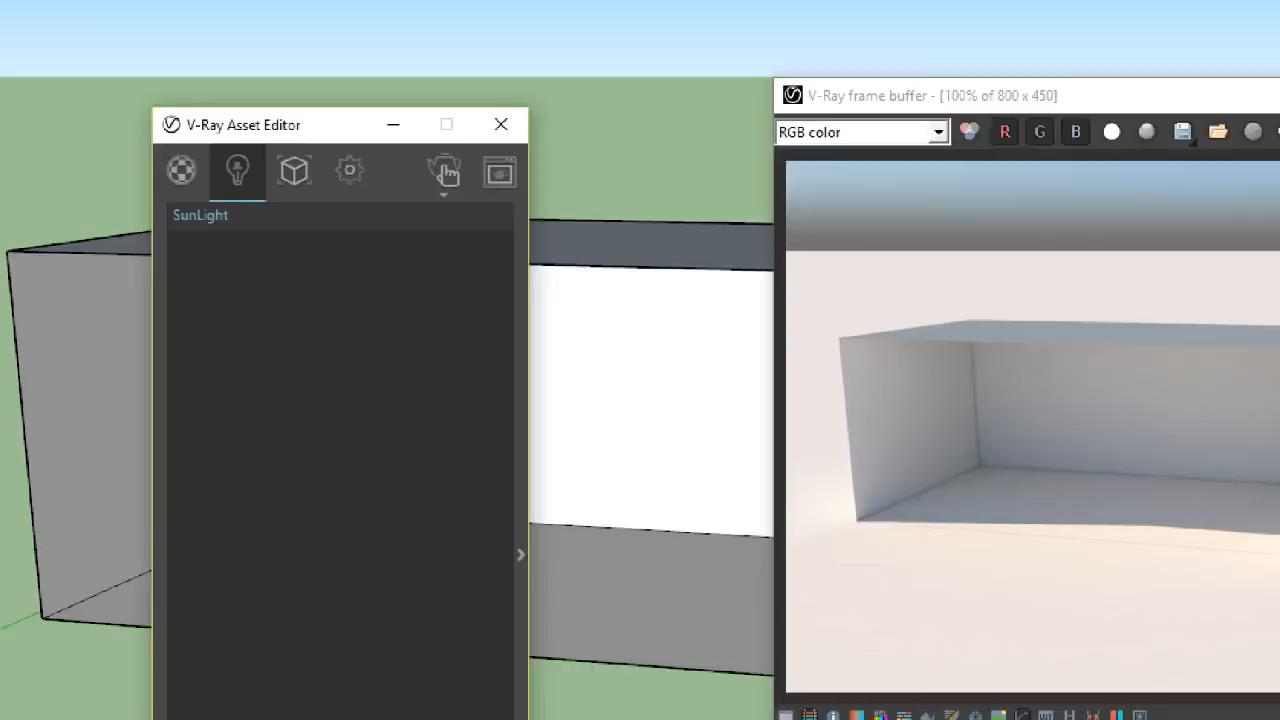 V-Ray Asset Editor
SunLight
V-Ray frame buffer - [100% of 800 x 450]
RGB color
R
G
B